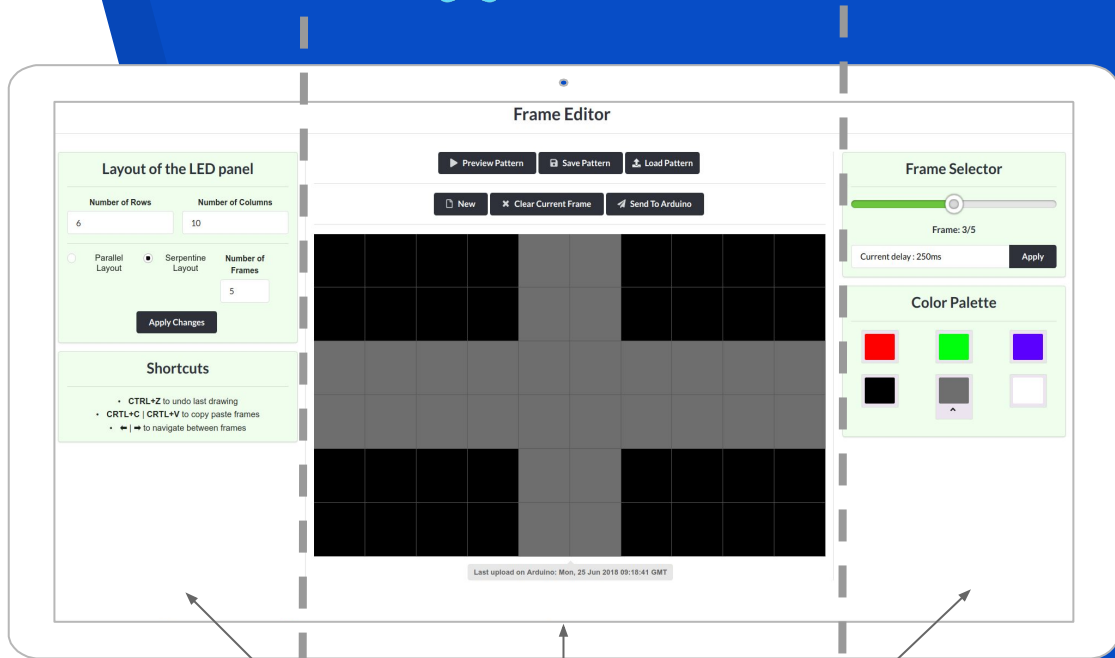 Frame Editor
Layout of the LED panel
Number of Rows Number of Columns
6 10
Parallel Layout Serpentine Layout Number of Frames
5
Apply Changes
Shortcuts
• CTRL+Z to undo last drawing
• CRTL+C | CRTL+V to copy paste frames
• ⬅ | ➡ to navigate between frames
Preview Pattern Save Pattern Load Pattern
New Clear Current Frame Send To Arduino
Last upload on Arduino: Mon, 25 Jun 2018 09:18:41 GMT
Frame Selector
Frame: 3/5
Current delay : 250ms Apply
Color Palette